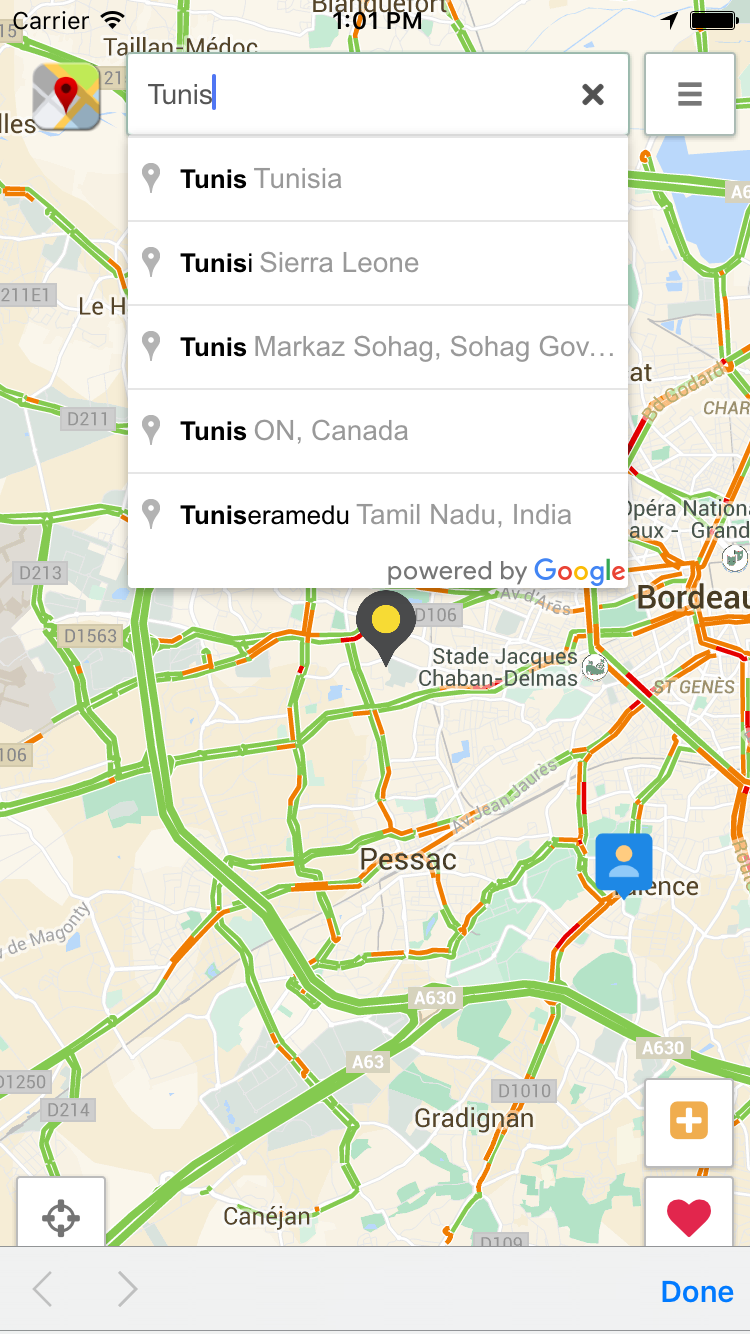 Blanquefort
Carrier 1:01 PM
Taillan-Médoc
Tunis
Tunis Tunisia
Tunisi Sierra Leone
Tunis Markaz Sohag, Sohag Gov...
Tunis ON, Canada
Tuniseramedu Tamil Nadu, India
powered by Google
211E1
Le H
D211
Bd Godard
CHAR
Opéra Nationa
aux - Grand
D213
Bordeau
Av d'Arès
D106
D1563
Stade Jacques
Chaban-Delmas
ST GENÈS
106
Av Jean Jaurès
Pessac
Talence
de Magonty
A630
A63
A630
D1250
D1010
D214
Gradignan
Canéjan
D109
Done